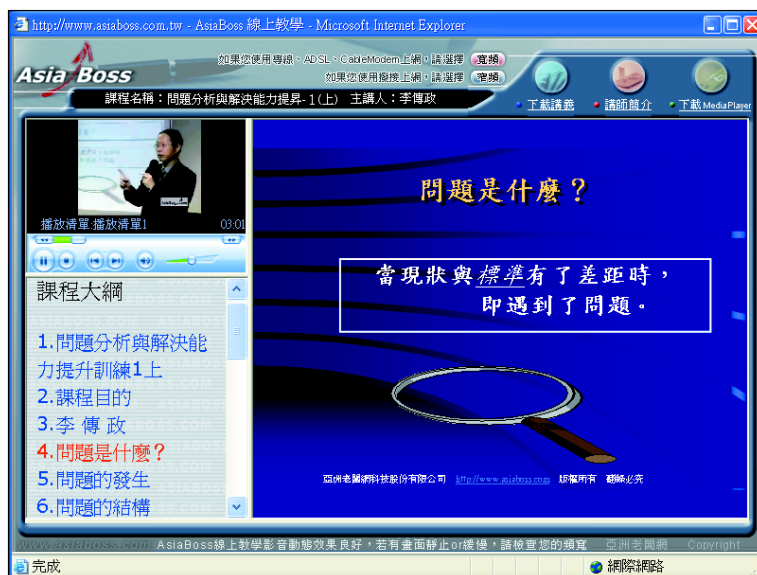 http://www.asiaboss.com.tw - AsiaBoss 線上教學 - Microsoft Internet Explorer
如果您使用專線、ADSL、CableModem上網，請選擇 寬頻
如果您使用撥接上網，請選擇 窄頻
Asia Boss
課程名稱：問題分析與解決能力提昇-1(上) 主講人：李傳政
下載講義
講師簡介
下載MediaPlayer
播放清單:播放清單1 03:01
課程大綱
1.問題分析與解決能
力提升訓練1上
2.課程目的
3.李 傳 政
4.問題是什麼？
5.問題的發生
6.問題的結構
問題是什麼？
當現狀與標準有了差距時，
即遇到了問題。
亞洲老闆網科技股份有限公司 http://www.asiaboss.com 版權所有 翻錄必究
www.asiaboss.com AsiaBoss線上教學影音動態效果良好，若有畫面靜止or緩慢，請檢查您的頻寬 亞洲老闆網 Copyright
完成
網際網路